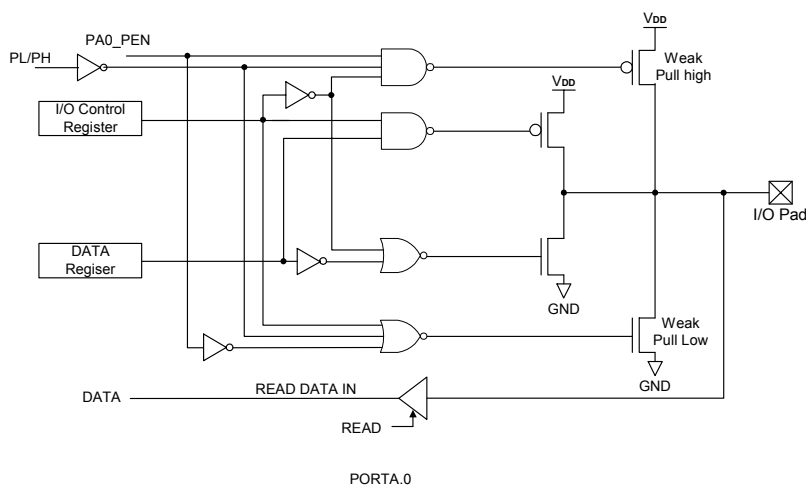 VDD
PA0_PEN
PL/PH
Weak
Pull high
VDD
I/O Control
Register
I/O Pad
DATA
Regiser
GND
Weak
Pull Low
GND
DATA
READ DATA IN
READ
PORTA.0